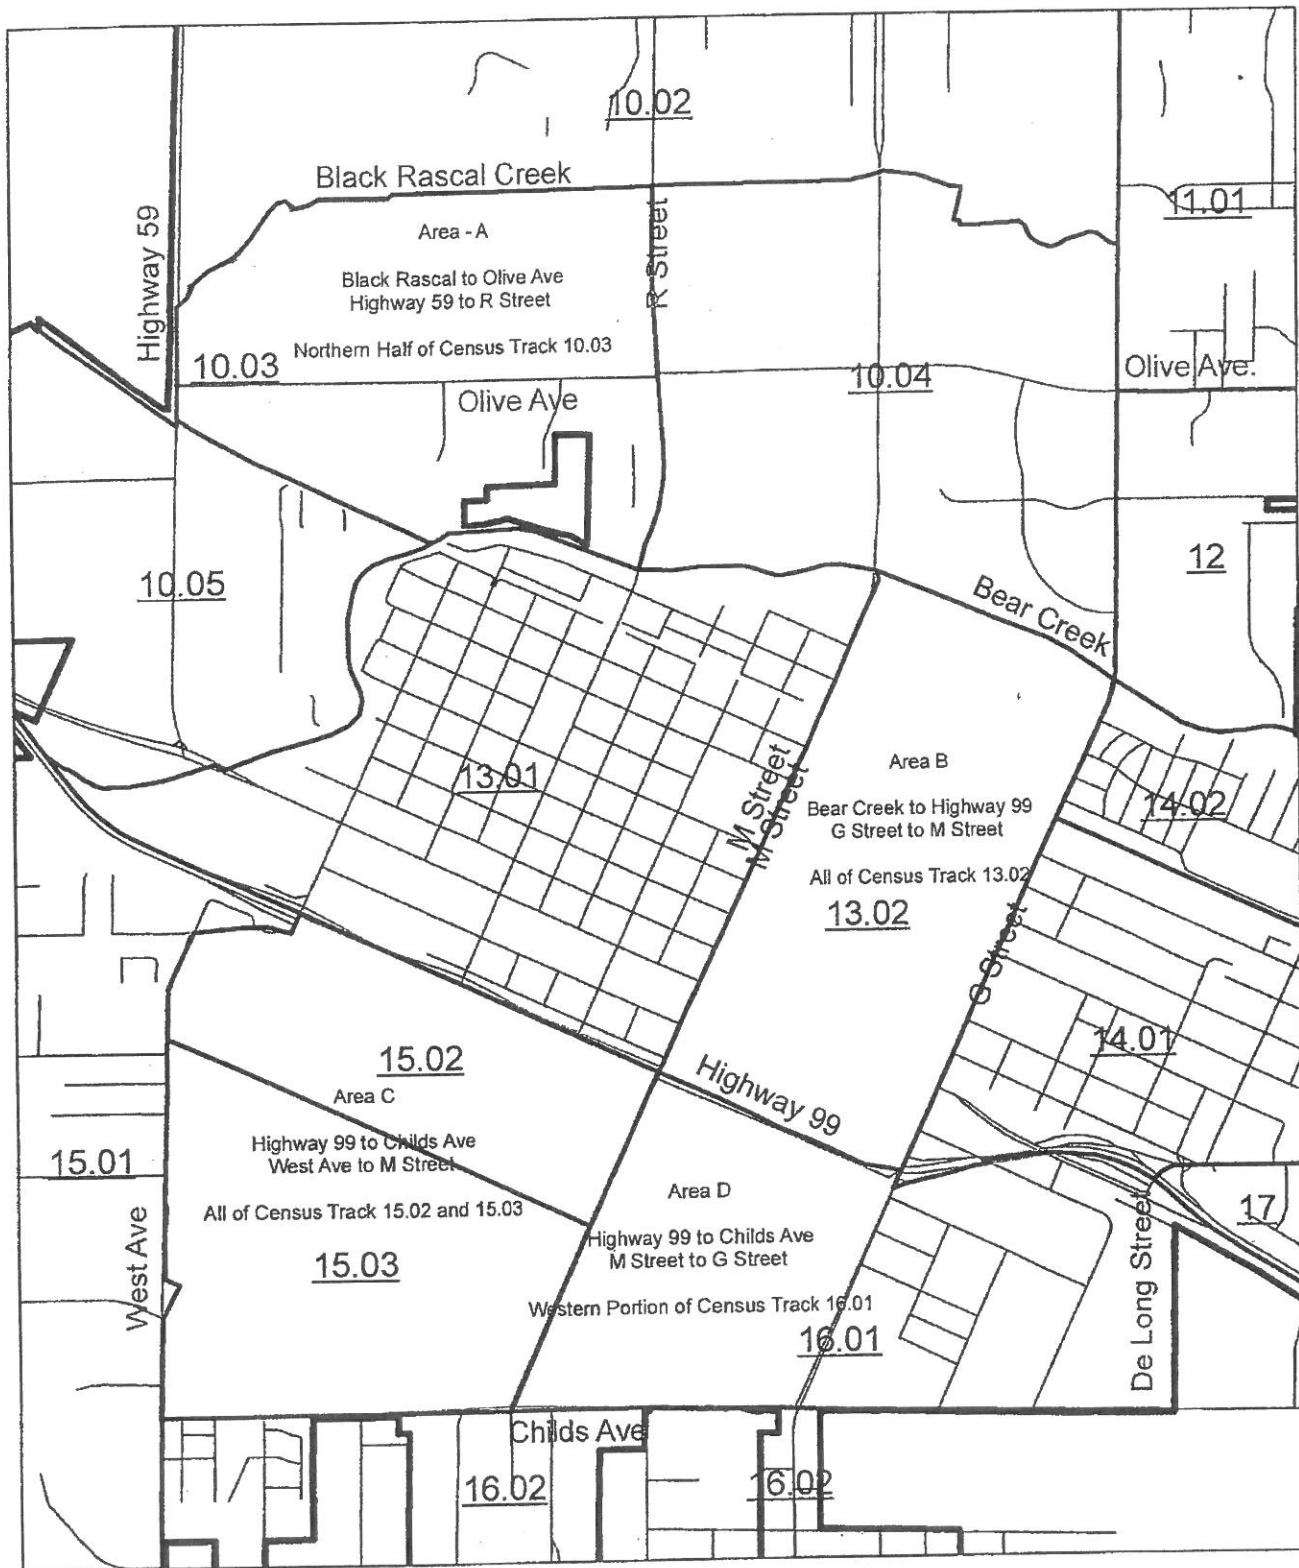 10.02
Black Rascal Creek
11.01
Highway 59
R Street
Area - A
Black Rascal to Olive Ave
Highway 59 to R Street
Northern Half of Census Track 10.03
10.03
10.04
Olive Ave.
Olive Ave
12
10.05
Bear Creek
13.01
M Street
M Street
Area B
Bear Creek to Highway 99
G Street to M Street
All of Census Track 13.02
13.02
14.02
G Street
14.01
15.02
Area C
Highway 99 to Childs Ave
West Ave to M Street
All of Census Track 15.02 and 15.03
15.03
15.01
West Ave
Highway 99
Area D
Highway 99 to Childs Ave
M Street to G Street
Western Portion of Census Track 16.01
16.01
17
De Long Street
Childs Ave
16.02
16.02